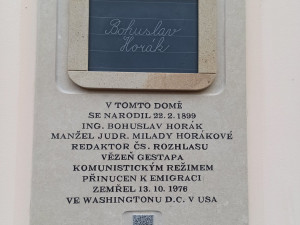 Bohuslav
Horák
V TOMTO DOMĚ
SE NARODIL 22. 2. 1899
ING. BOHUSLAV HORÁK
MANŽEL JUDR. MILADY HORÁKOVÉ
REDAKTOR ČS. ROZHLASU
VĚZEŇ GESTAPA
KOMUNISTICKÝM REŽIMEM
PŘINUCEN K EMIGRACI
ZEMŘEL 13. 10. 1976
VE WASHINGTONU D.C. V USA